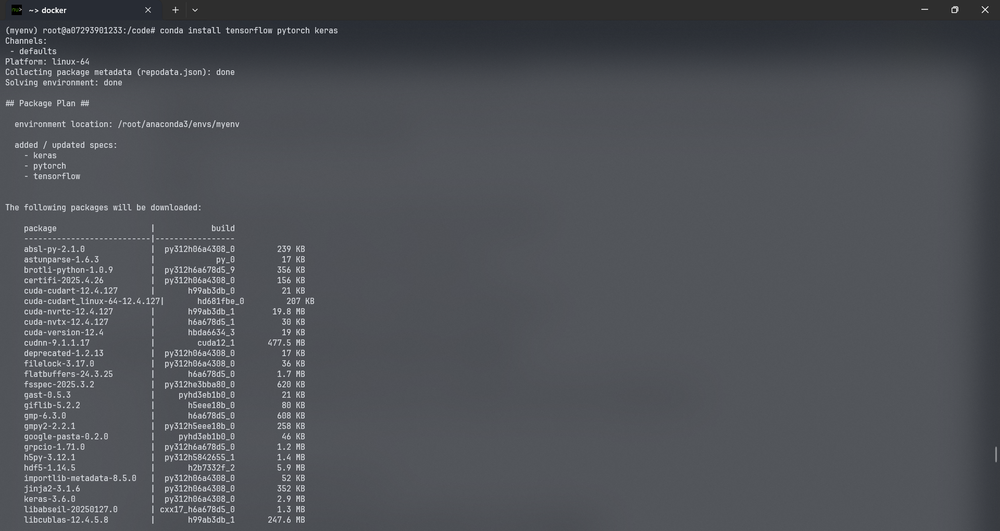 ~> docker
(myenv) root@a07293901233:/code# conda install tensorflow pytorch keras
Channels:
 - defaults
Platform: linux-64
Collecting package metadata (repodata.json): done
Solving environment: done
## Package Plan ##
  environment location: /root/anaconda3/envs/myenv
  added / updated specs:
    - keras
    - pytorch
    - tensorflow
The following packages will be downloaded:
    package                    |            build
    ---------------------------|-----------------
    absl-py-2.1.0              |  py312h06a4308_0         239 KB
    astunparse-1.6.3           |             py_0          17 KB
    brotli-python-1.0.9        |  py312h6a678d5_9         356 KB
    certifi-2025.4.26          |  py312h06a4308_0         156 KB
    cuda-cudart-12.4.127       |       h99ab3db_0          21 KB
    cuda-cudart_linux-64-12.4.127|       hd681fbe_0         207 KB
    cuda-nvrtc-12.4.127        |       h99ab3db_1        19.8 MB
    cuda-nvtx-12.4.127         |       h6a678d5_1          30 KB
    cuda-version-12.4          |       hbda6634_3          19 KB
    cudnn-9.1.1.17             |         cuda12_1       477.5 MB
    deprecated-1.2.13          |  py312h06a4308_0          17 KB
    filelock-3.17.0            |  py312h06a4308_0          36 KB
    flatbuffers-24.3.25        |       h6a678d5_0         1.7 MB
    fsspec-2025.3.2            |  py312he3bba80_0         620 KB
    gast-0.5.3                 |     pyhd3eb1b0_0          21 KB
    giflib-5.2.2               |       h5eee18b_0          80 KB
    gmp-6.3.0                  |       h6a678d5_0         608 KB
    gmpy2-2.2.1                |  py312h5eee18b_0         258 KB
    google-pasta-0.2.0         |     pyhd3eb1b0_0          46 KB
    grpcio-1.71.0              |  py312h6a678d5_0         1.2 MB
    h5py-3.12.1                |  py312h5842655_1         1.4 MB
    hdf5-1.14.5                |       h2b7332f_2         5.9 MB
    importlib-metadata-8.5.0   |  py312h06a4308_0          52 KB
    jinja2-3.1.6               |  py312h06a4308_0         352 KB
    keras-3.6.0                |  py312h06a4308_0         2.9 MB
    libabseil-20250127.0       | cxx17_h6a678d5_0         1.3 MB
    libcublas-12.4.5.8         |       h99ab3db_1       247.6 MB